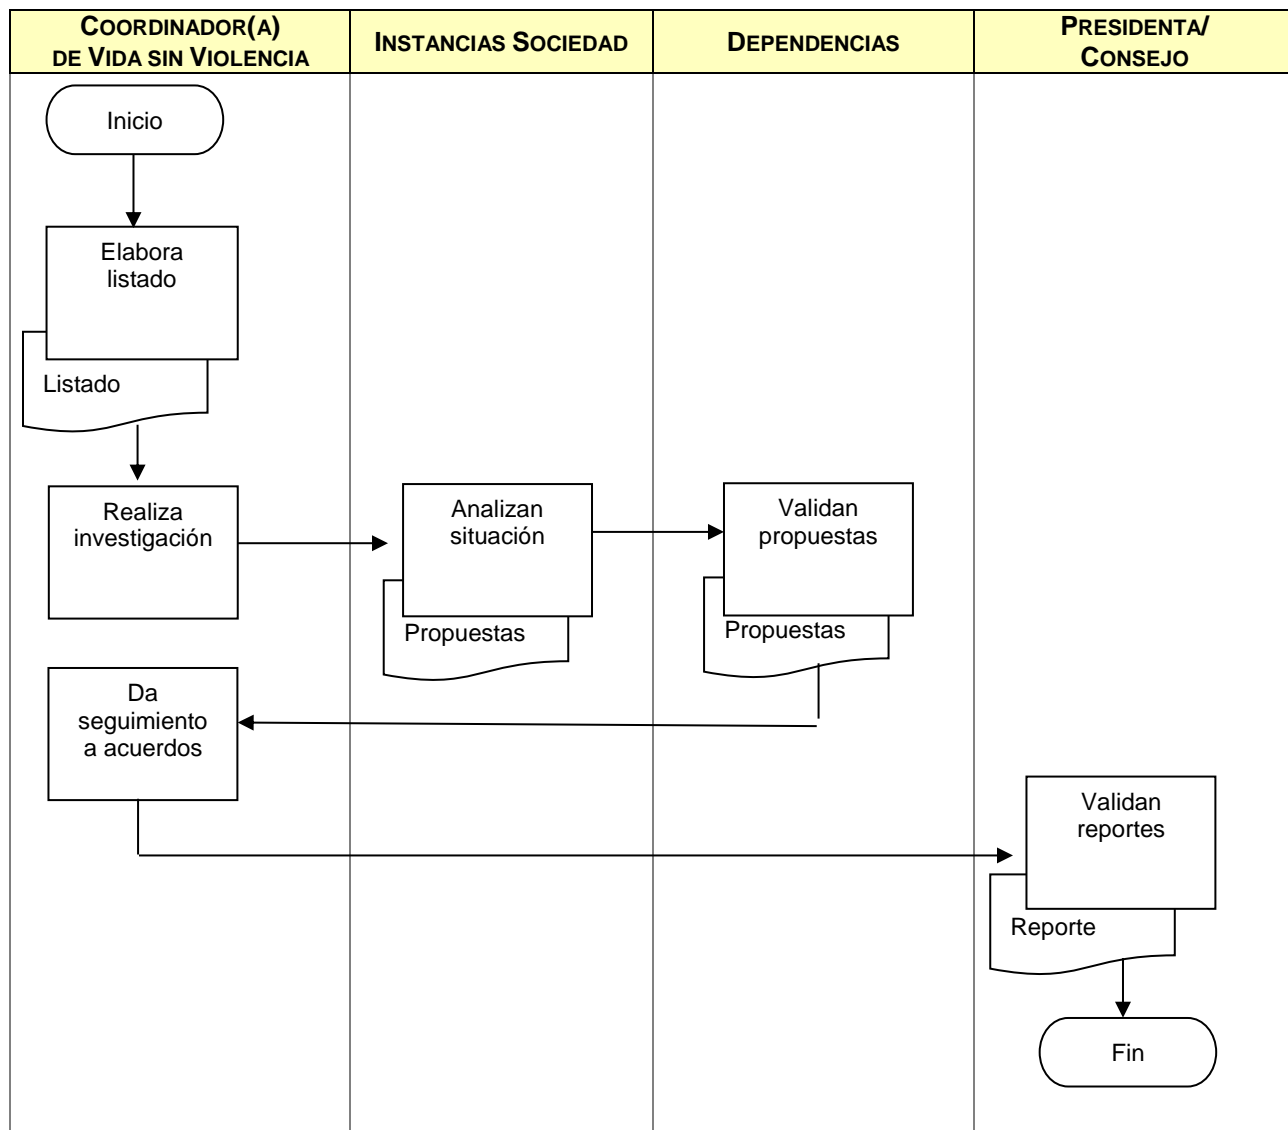 COORDINADOR(A)
DE VIDA SIN VIOLENCIA
INSTANCIAS SOCIEDAD
DEPENDENCIAS
PRESIDENTA/
CONSEJO
Inicio
Elabora
listado
Listado
Realiza
investigación
Analizan
situación
Propuestas
Validan
propuestas
Propuestas
Da
seguimiento
a acuerdos
Validan
reportes
Reporte
Fin